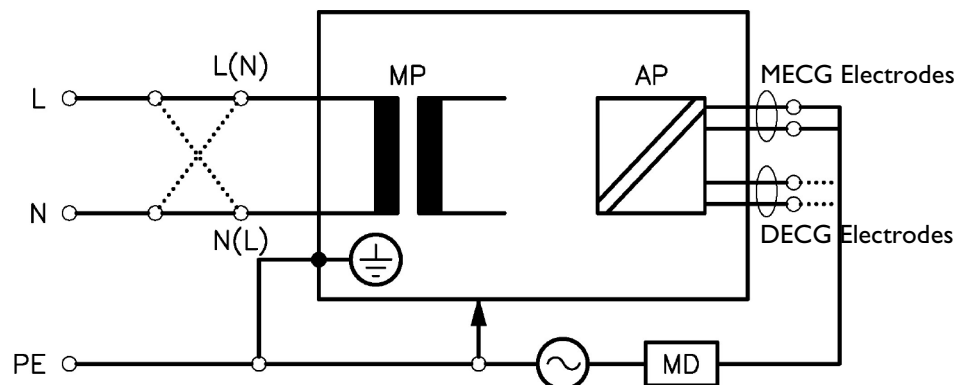 L(N)
MP
AP
MECG Electrodes
L
N
N(L)
DECG Electrodes
PE
MD